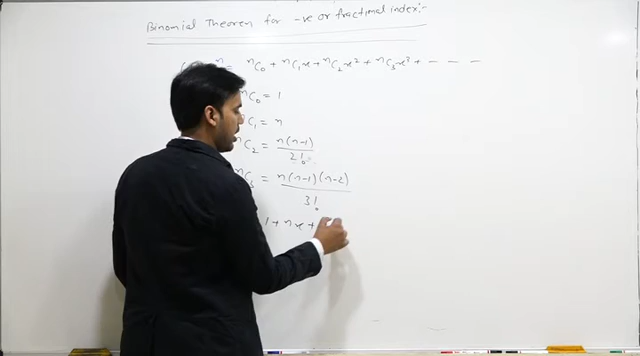 Binomial Theorem for -ve or fractional index:-
n = ⁿC₀ + ⁿC₁x + ⁿC₂x² + ⁿC₃x³ + - - -
ⁿC₀ = 1
C₁ = n
ⁿC₂ = n(n-1) / 2!
ⁿC₃ = n(n-1)(n-2) / 3!
1 + nx +